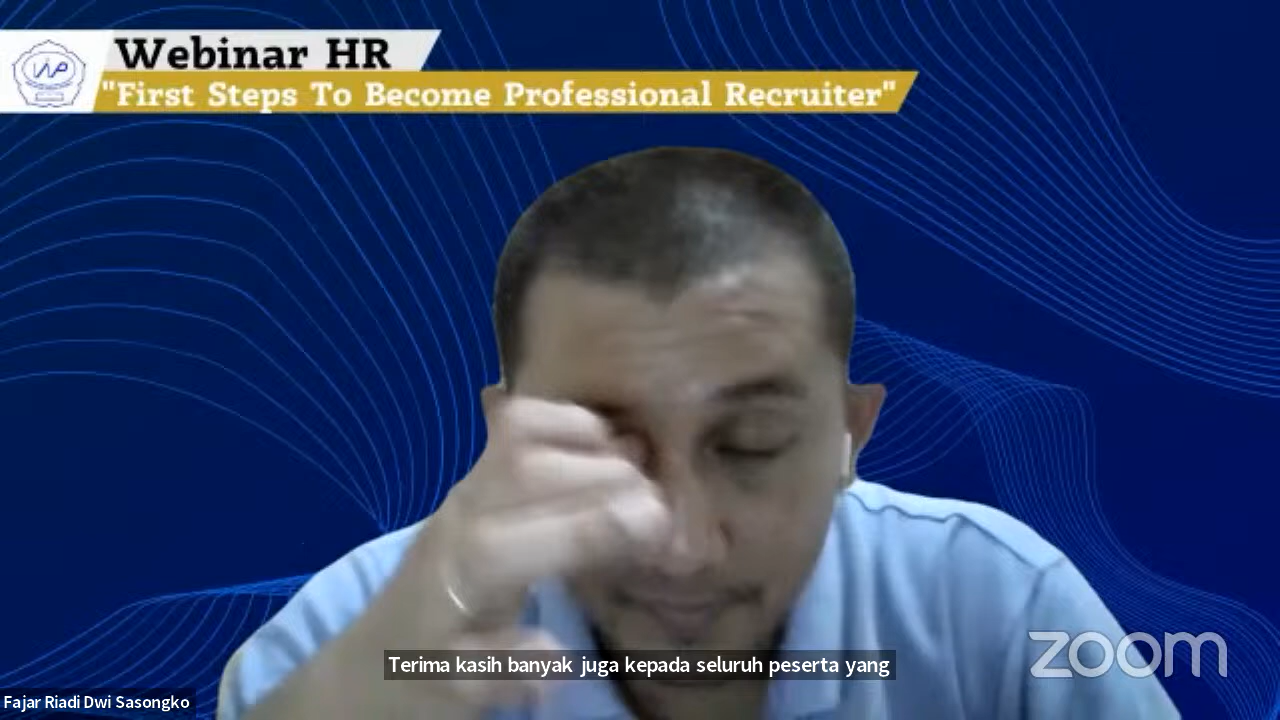 Webinar HR
"First Steps To Become Professional Recruiter"
Terima kasih banyak juga kepada seluruh peserta yang
zoom
Fajar Riadi Dwi Sasongko